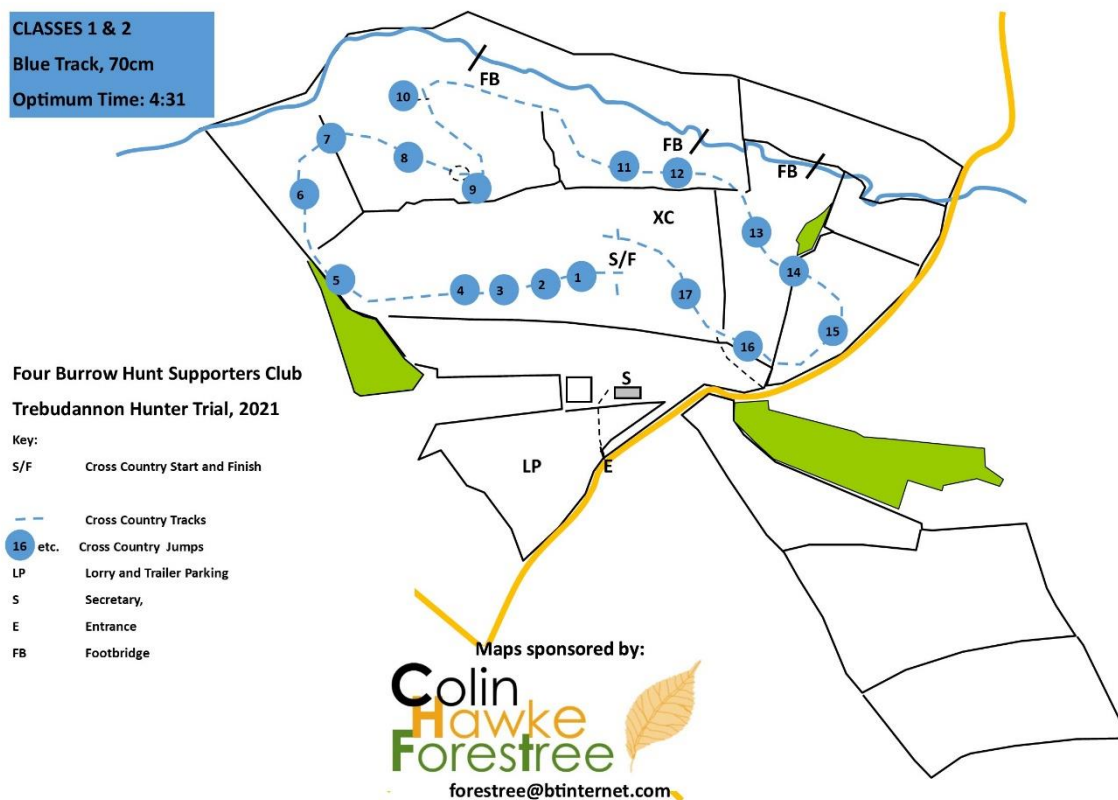 CLASSES 1 & 2
Blue Track, 70cm
Optimum Time: 4:31
FB
10
7
8
FB
11
12
FB
6
9
XC
13
S/F
14
5
4
3
2
1
17
15
16
Four Burrow Hunt Supporters Club
Trebudannon Hunter Trial, 2021
S
Key:
S/F Cross Country Start and Finish
LP
E
Cross Country Tracks
16 etc. Cross Country Jumps
LP Lorry and Trailer Parking
S Secretary,
E Entrance
FB Footbridge
Maps sponsored by:
Colin
Hawke
Forestree
forestree@btinternet.com